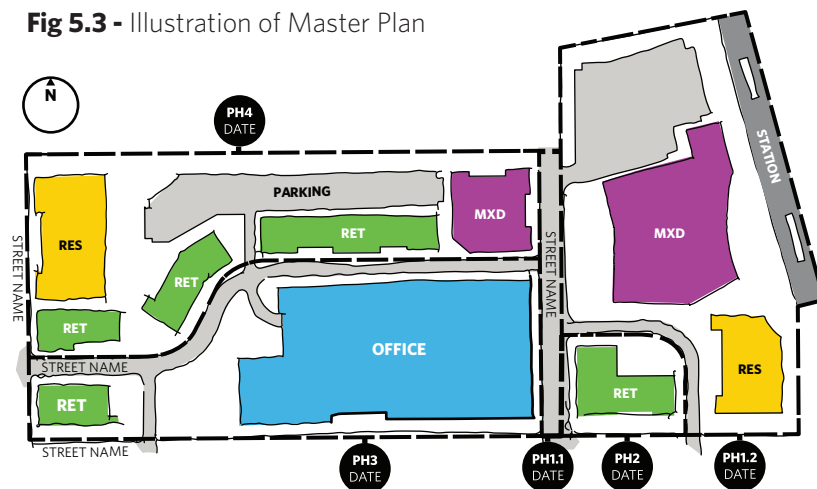 Fig 5.3 - Illustration of Master Plan
N
PH4
DATE
STATION
PARKING
RES
RET
MXD
MXD
STREET NAME
STREET NAME
RET
RET
OFFICE
STREET NAME
RET
RET
RES
STREET NAME
PH3
DATE
PH1.1
DATE
PH2
DATE
PH1.2
DATE